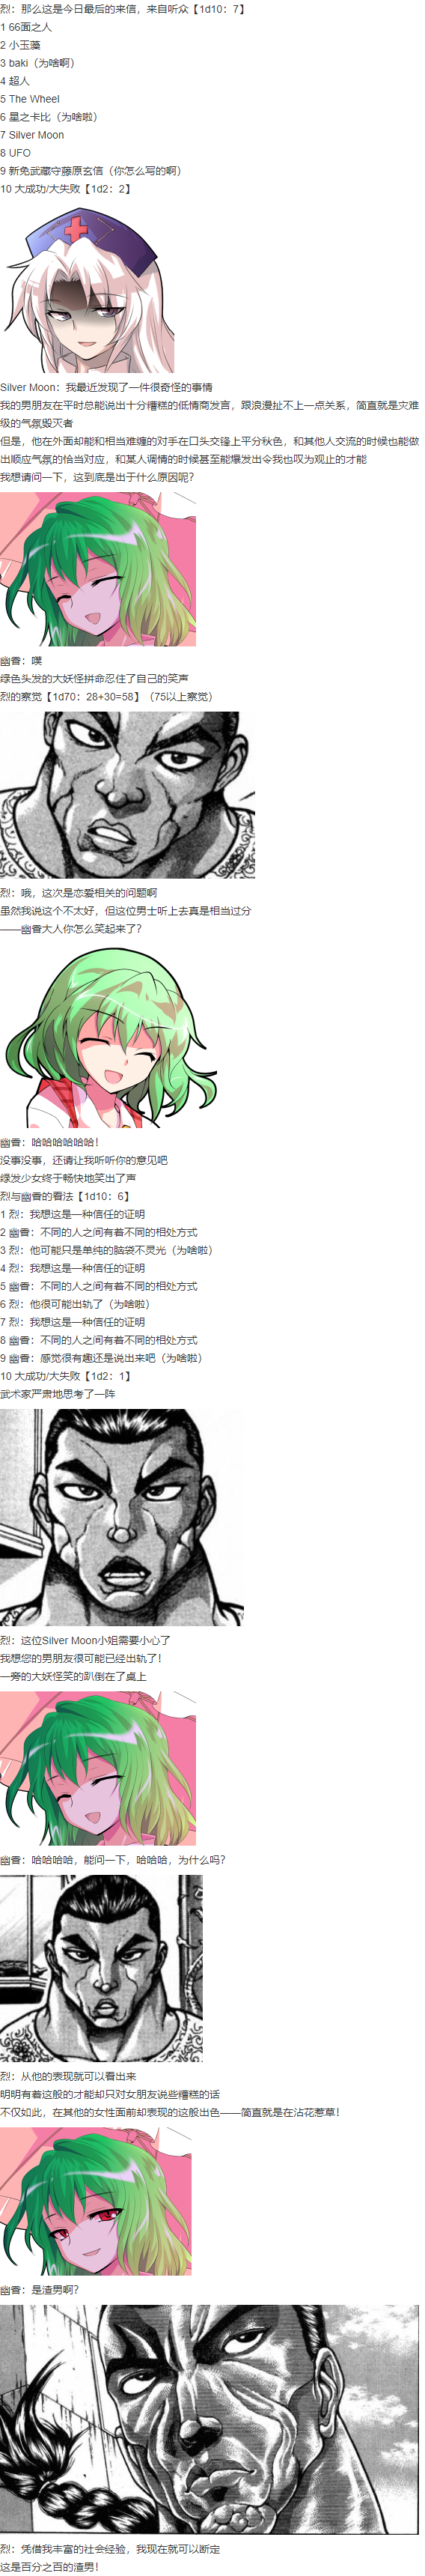 烈：那么这是今日最后的来信，来自听众【1d10：7】
1 66面之人
2 小玉藻
3 baki（为啥啊）
4 超人
5 The Wheel
6 星之卡比（为啥啦）
7 Silver Moon
8 UFO
9 新免武藏守藤原玄信（你怎么写的啊）
10 大成功/大失败【1d2：2】
Silver Moon：我最近发现了一件很奇怪的事情
我的男朋友在平时总能说出十分糟糕的低情商发言，跟浪漫扯不上一点关系，简直就是灾难
级的气氛毁灭者
但是，他在外面却能和相当难缠的对手在口头交锋上平分秋色，和其他人交流的时候也能做
出顺应气氛的恰当对应，和某人调情的时候甚至能爆发出令我也叹为观止的才能
我想请问一下，这到底是出于什么原因呢？
幽香：噗
绿色头发的大妖怪拼命忍住了自己的笑声
烈的察觉【1d70：28+30=58】（75以上察觉）
烈：哦，这次是恋爱相关的问题啊
虽然我说这个不太好，但这位男士听上去真是相当过分
——幽香大人你怎么笑起来了？
幽香：哈哈哈哈哈哈！
没事没事，还请让我听听你的意见吧
绿发少女终于畅快地笑出了声
烈与幽香的看法【1d10：6】
1 烈：我想这是一种信任的证明
2 幽香：不同的人之间有着不同的相处方式
3 烈：他可能只是单纯的脑袋不灵光（为啥啦）
4 烈：我想这是一种信任的证明
5 幽香：不同的人之间有着不同的相处方式
6 烈：他很可能出轨了（为啥啦）
7 烈：我想这是一种信任的证明
8 幽香：不同的人之间有着不同的相处方式
9 幽香：感觉很有趣还是说出来吧（为啥啦）
10 大成功/大失败【1d2：1】
武术家严肃地思考了一阵
烈：这位Silver Moon小姐需要小心了
我想您的男朋友很可能已经出轨了！
一旁的大妖怪笑的趴倒在了桌上
幽香：哈哈哈哈，能问一下，哈哈哈，为什么吗？
烈：从他的表现就可以看出来
明明有着这般的才能却只对女朋友说些糟糕的话
不仅如此，在其他的女性面前却表现的这般出色——简直就是在沾花惹草！
幽香：是渣男啊？
烈：凭借我丰富的社会经验，我现在就可以断定
这是百分之百的渣男！